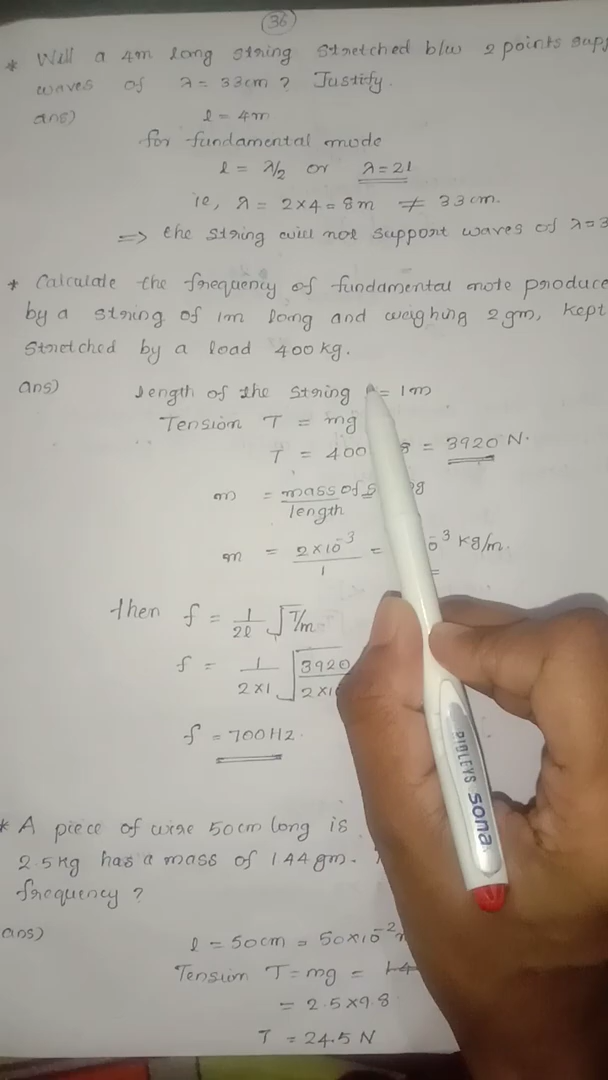 36
* Will a 4m long string stretched b/w 2 points
waves of λ = 33cm? Justify.
ans) l = 4m
for fundamental mode
l = λ/2 or λ = 2l
ie, λ = 2×4 = 8m ≠ 33cm.
=> the string will not support waves of λ=3
* Calculate the frequency of fundamental note produce
by a string of 1m long and weighing 2gm, kept
stretched by a load 400kg.
ans) length of the string = 1m
Tension T = mg
T = 400 = 3920 N.
m = mass of
length
m = 2×10⁻³ = Kg/m.
1
then f = 1/2l √T/m
f = 1/2×1 √3920
f = 700Hz.
* A piece of wire 50cm long is
2.5Kg has a mass of 144gm.
frequency?
ans) l = 50cm = 50×10⁻²
Tension T = mg =
= 2.5×9.8
T = 24.5 N
PIDLEYS sona